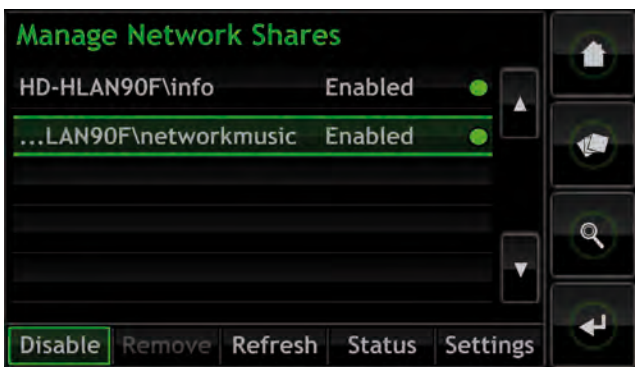 Manage Network Shares
HD-HLAN90F\info Enabled
...LAN90F\networkmusic Enabled
Disable Remove Refresh Status Settings